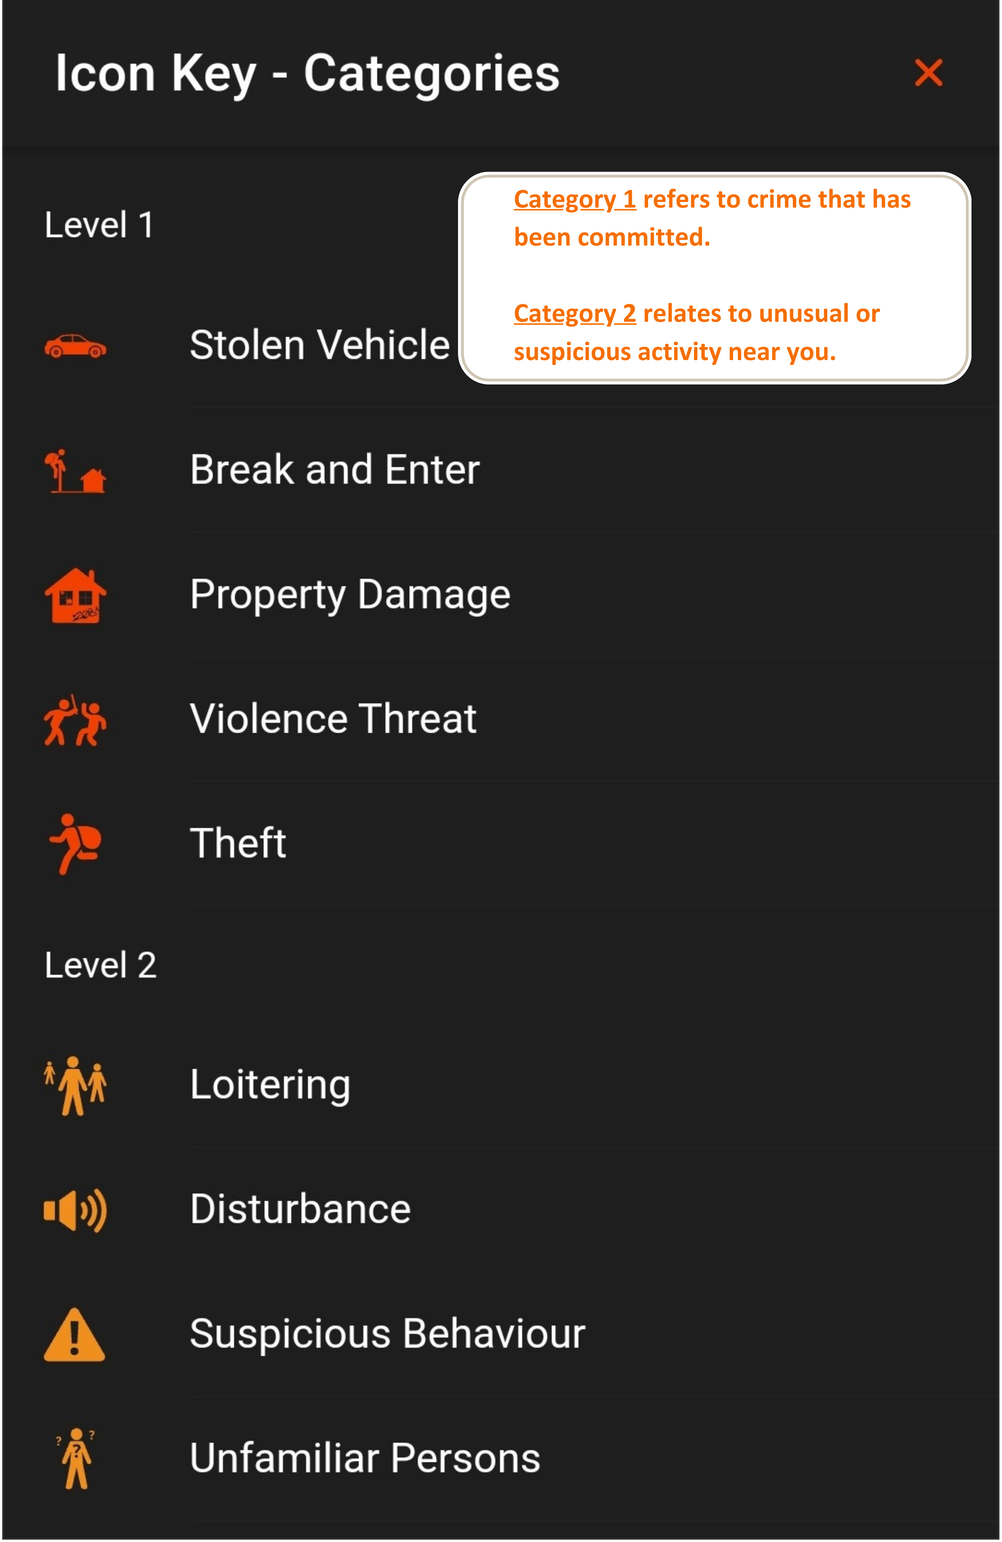 Icon Key - Categories
Level 1
Category 1 refers to crime that has
been committed.
Category 2 relates to unusual or
suspicious activity near you.
Stolen Vehicle
Break and Enter
Property Damage
Violence Threat
Theft
Level 2
Loitering
Disturbance
Suspicious Behaviour
Unfamiliar Persons